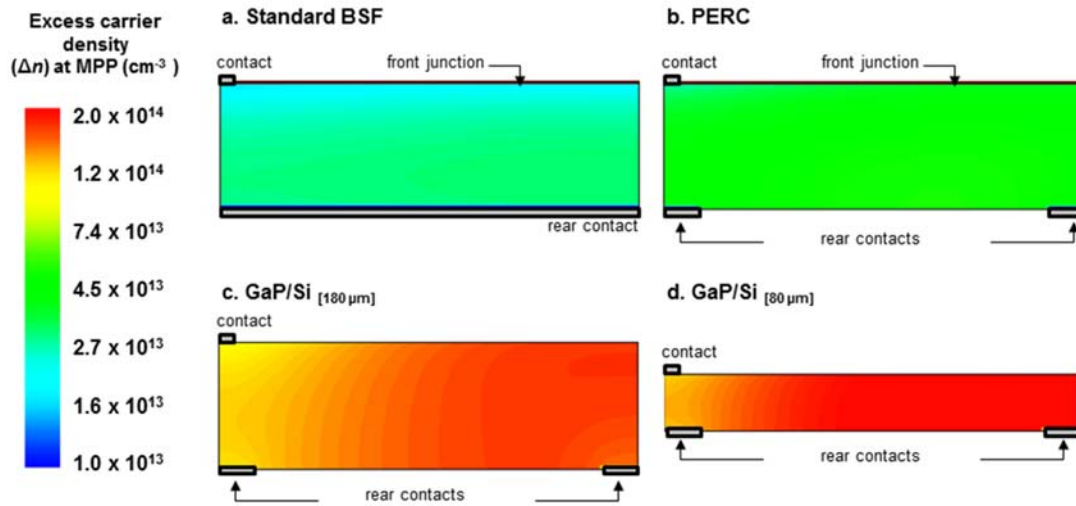 Excess carrier
density
(Δn) at MPP (cm⁻³ )
2.0 x 10¹⁴
1.2 x 10¹⁴
7.4 x 10¹³
4.5 x 10¹³
2.7 x 10¹³
1.6 x 10¹³
1.0 x 10¹³
a. Standard BSF
contact
front junction
rear contact
b. PERC
contact
front junction
rear contacts
c. GaP/Si [180 µm]
contact
rear contacts
d. GaP/Si [80 µm]
contact
rear contacts